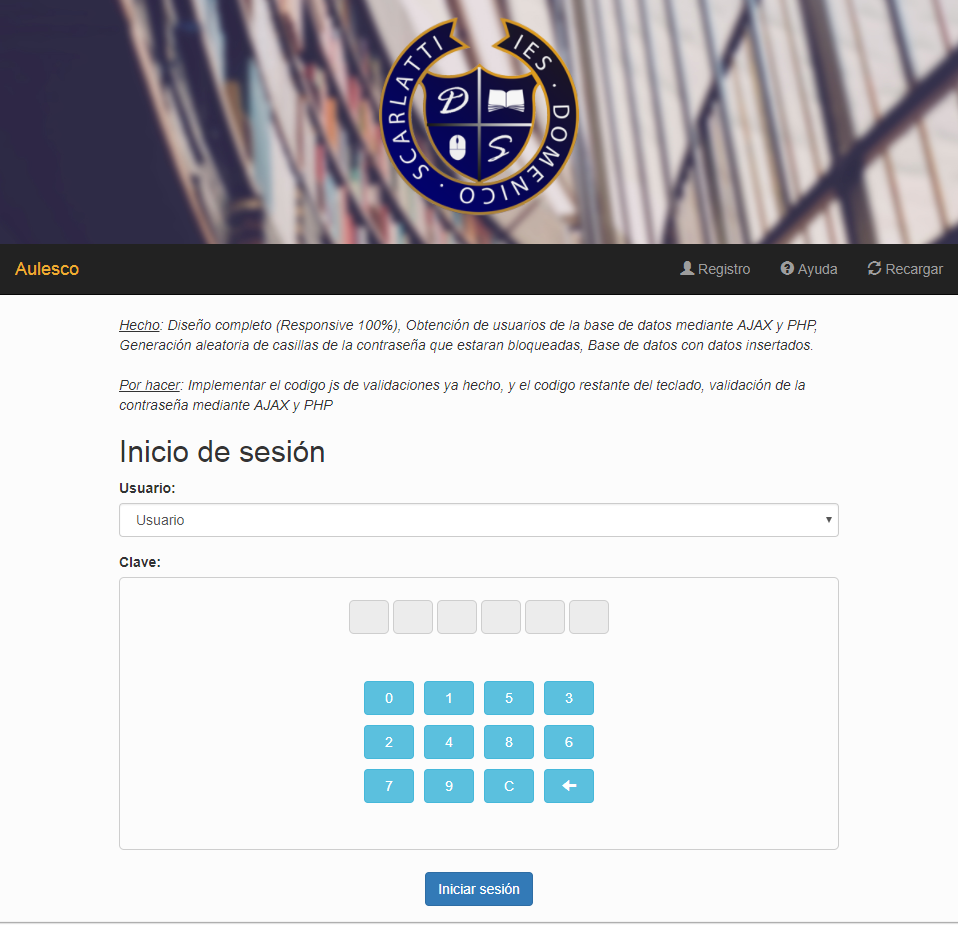 SCARLATTI · IES · DOMENICO ·
D
S
Aulesco
Registro
Ayuda
Recargar
Hecho: Diseño completo (Responsive 100%), Obtención de usuarios de la base de datos mediante AJAX y PHP,
Generación aleatoria de casillas de la contraseña que estaran bloqueadas, Base de datos con datos insertados.
Por hacer: Implementar el codigo js de validaciones ya hecho, y el codigo restante del teclado, validación de la
contraseña mediante AJAX y PHP
Inicio de sesión
Usuario:
Usuario
Clave:
0 1 5 3
2 4 8 6
7 9 C
Iniciar sesión